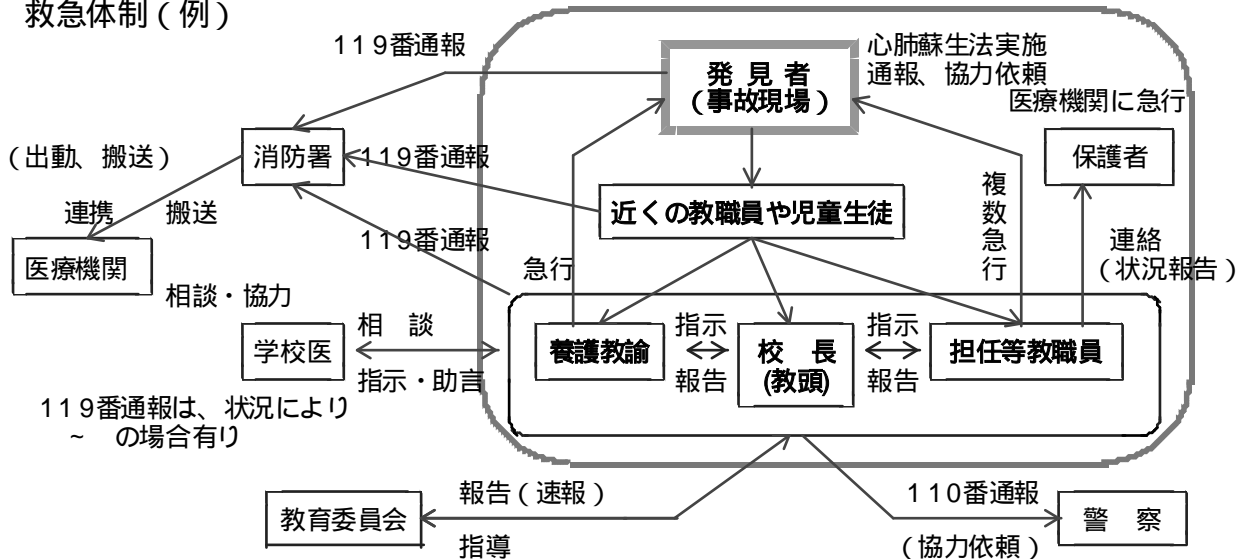 救急体制（例）
119番通報
発 見 者
（事故現場）
心肺蘇生法実施
通報、協力依頼
医療機関に急行
（出動、搬送）
消防署
119番通報
保護者
近くの教職員や児童生徒
複数急行
連携
搬送
119番通報
急行
連絡
（状況報告）
医療機関
相談・協力
学校医
相 談
指示・助言
養護教諭
指示
報告
校 長
(教頭)
指示
報告
担任等教職員
119番通報は、状況により
~ の場合有り
教育委員会
報告（速報）
指導
110番通報
（協力依頼）
警 察